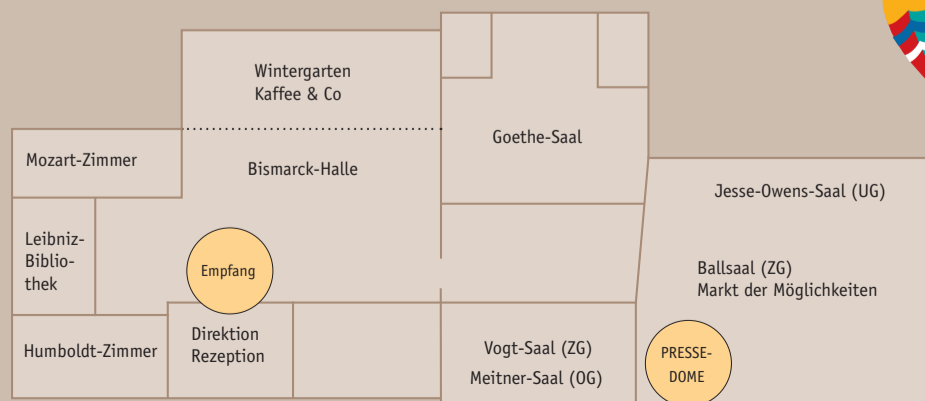 Wintergarten
Kaffee & Co
Goethe-Saal
Mozart-Zimmer
Bismarck-Halle
Jesse-Owens-Saal (UG)
Leibniz-
Biblio-
thek
Empfang
Ballsaal (ZG)
Markt der Möglichkeiten
Humboldt-Zimmer
Direktion
Rezeption
Vogt-Saal (ZG)
Meitner-Saal (OG)
PRESSE-
DOME